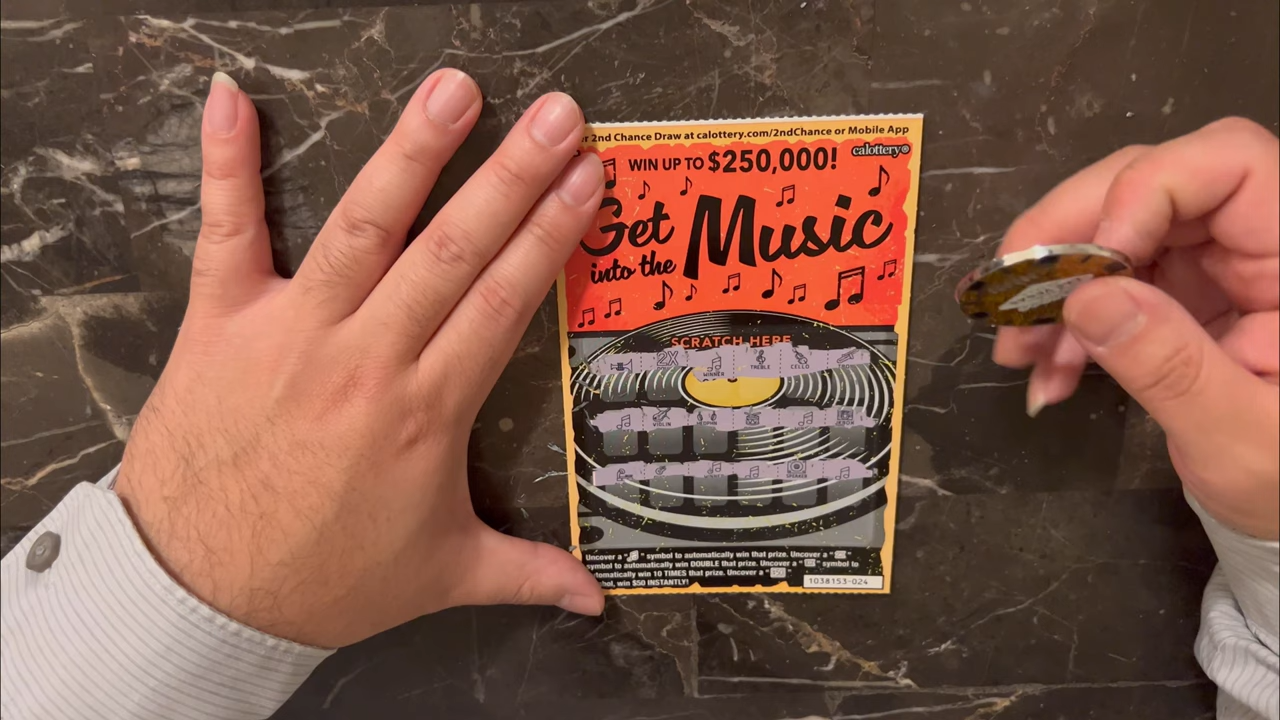 2nd Chance Draw at calottery.com/2ndChance or Mobile App
WIN UP TO $250,000!
calottery
Get
into the
Music
SCRATCH HERE
2X
WINNER
TREBLE
CELLO
VIOLIN
SPEAKER
Uncover a " " symbol to automatically win that prize. Uncover a " "
symbol to automatically win DOUBLE that prize. Uncover a " " symbol to
automatically win 10 TIMES that prize. Uncover a " "
win $50 INSTANTLY!
1038153-024